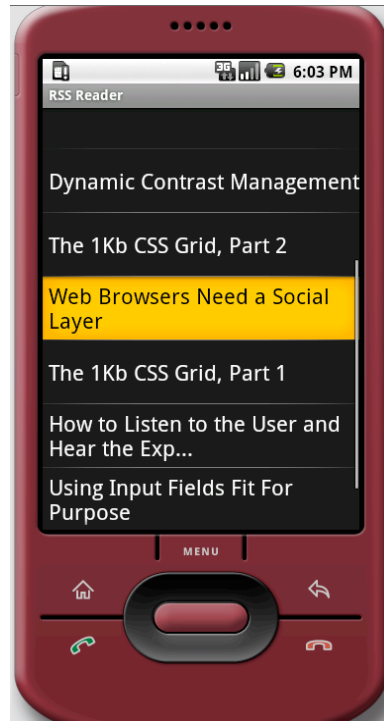 3G
6:03 PM
RSS Reader
Dynamic Contrast Management
The 1Kb CSS Grid, Part 2
Web Browsers Need a Social
Layer
The 1Kb CSS Grid, Part 1
How to Listen to the User and
Hear the Exp...
Using Input Fields Fit For
Purpose
MENU